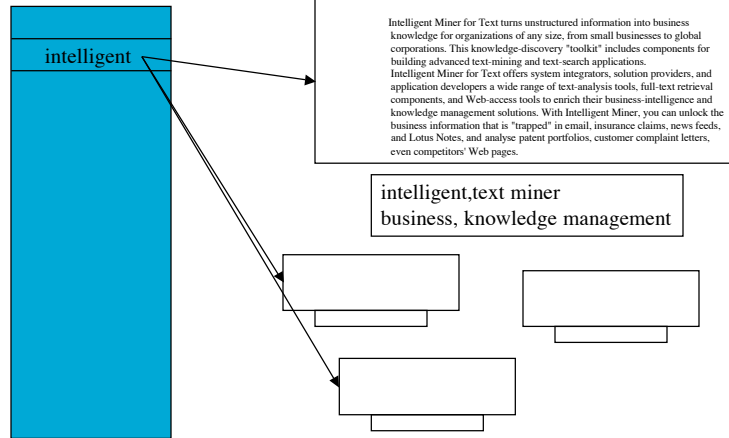 intelligent
Intelligent Miner for Text turns unstructured information into business
knowledge for organizations of any size, from small businesses to global
corporations. This knowledge-discovery "toolkit" includes components for
building advanced text-mining and text-search applications.
Intelligent Miner for Text offers system integrators, solution providers, and
application developers a wide range of text-analysis tools, full-text retrieval
components, and Web-access tools to enrich their business-intelligence and
knowledge management solutions. With Intelligent Miner, you can unlock the
business information that is "trapped" in email, insurance claims, news feeds,
and Lotus Notes, and analyse patent portfolios, customer complaint letters,
even competitors' Web pages.
intelligent,text miner
business, knowledge management